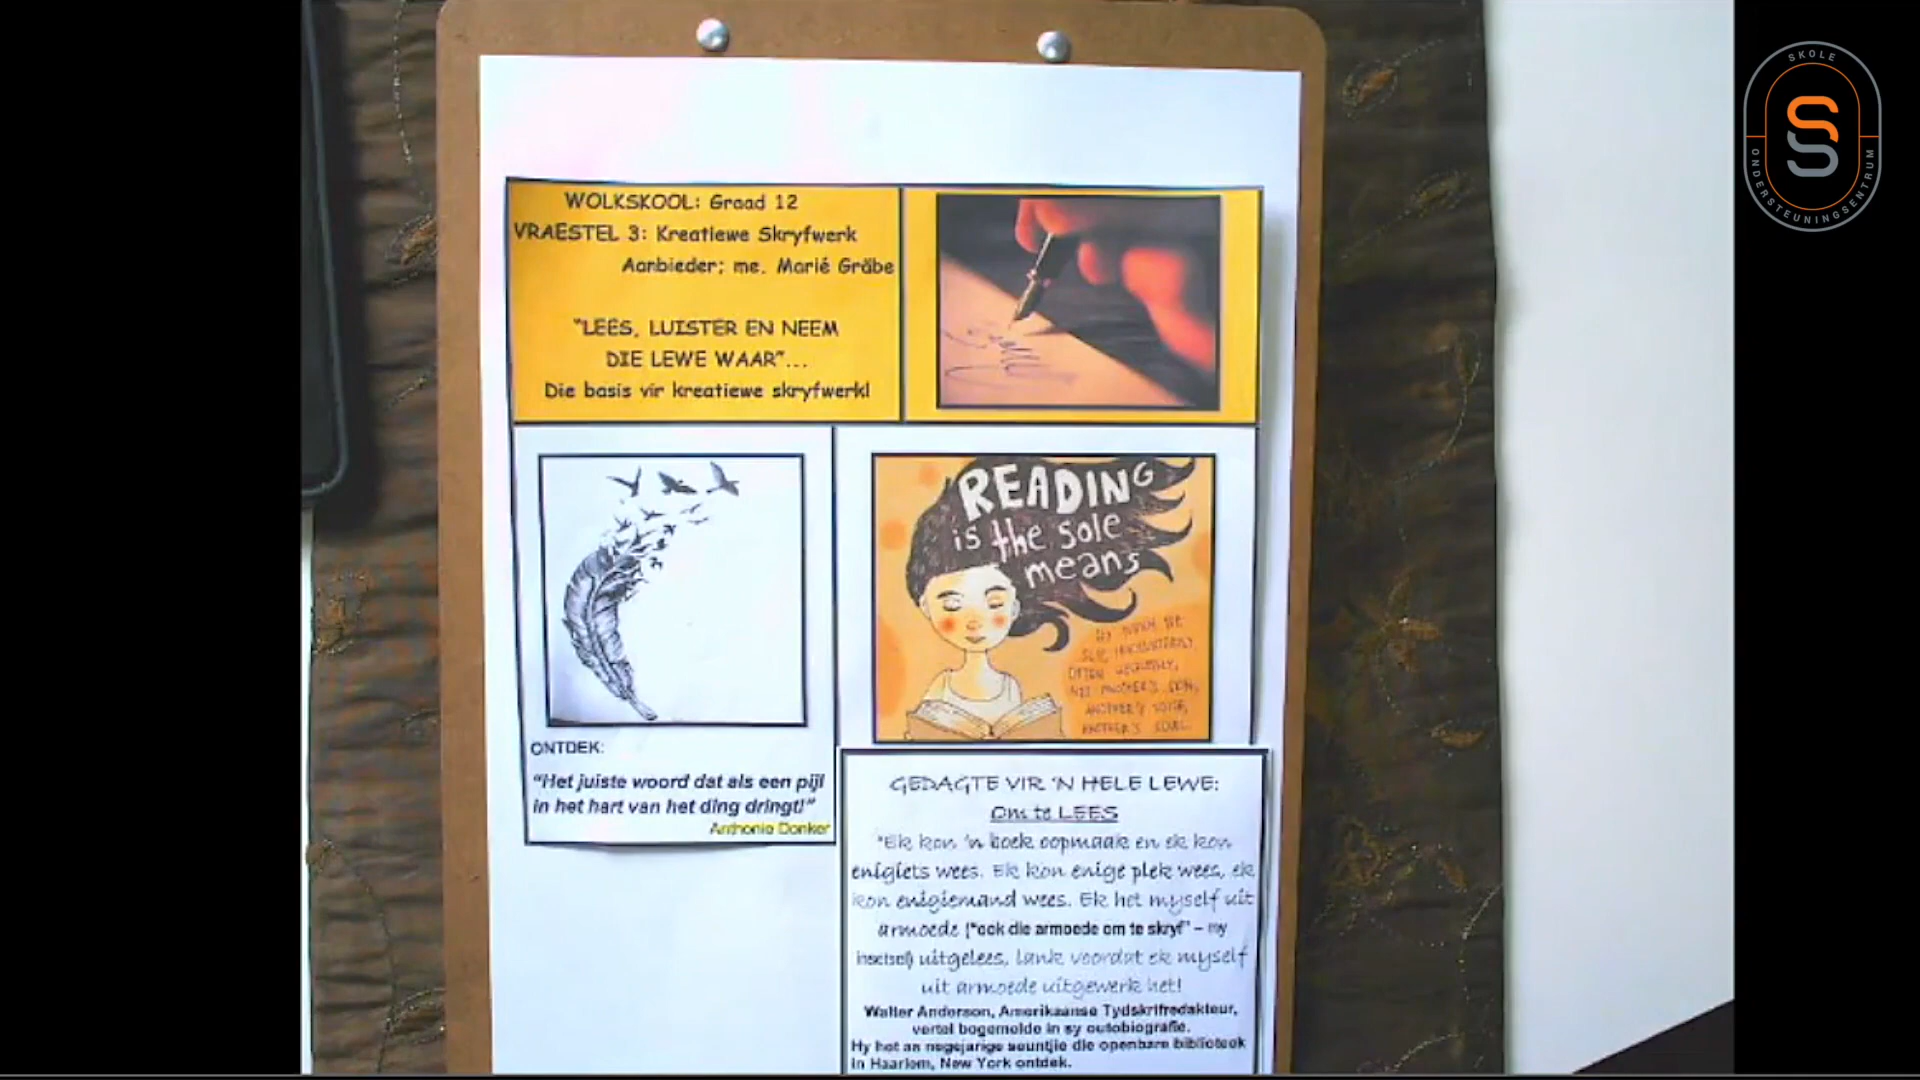 WOLKSKOOL: Graad 12
VRAESTEL 3: Kreatiewe Skryfwerk
Aanbieder; me. Marié Gräbe
"LEES, LUISTER EN NEEM
DIE LEWE WAAR"...
Die basis vir kreatiewe skryfwerk!
READING
is the sole
means
ANOTHER'S SOUL.
ONTDEK:
"Het juiste woord dat als een pijl
in het hart van het ding dringt!"
Anthonie Donker
GEDAGTE VIR 'N HELE LEWE:
Om te LEES
"Ek kon 'n boek oopmaak en ek kon
enigiets wees. Ek kon enige plek wees, ek
kon enigiemand wees. Ek het myself uit
armoede ("ook die armoede om te skryf" – my
insetsel) uitgelees, lank voordat ek myself
uit armoede uitgewerk het!
Walter Anderson, Amerikaanse Tydskrifredakteur,
vertel bogemelde in sy outobiografie.
Hy het as negejarige seuntjie die openbare biblioteek
in Haarlem, New York ontdek.
SKOLE
SS
ONDERSTEUNINGSENTRUM